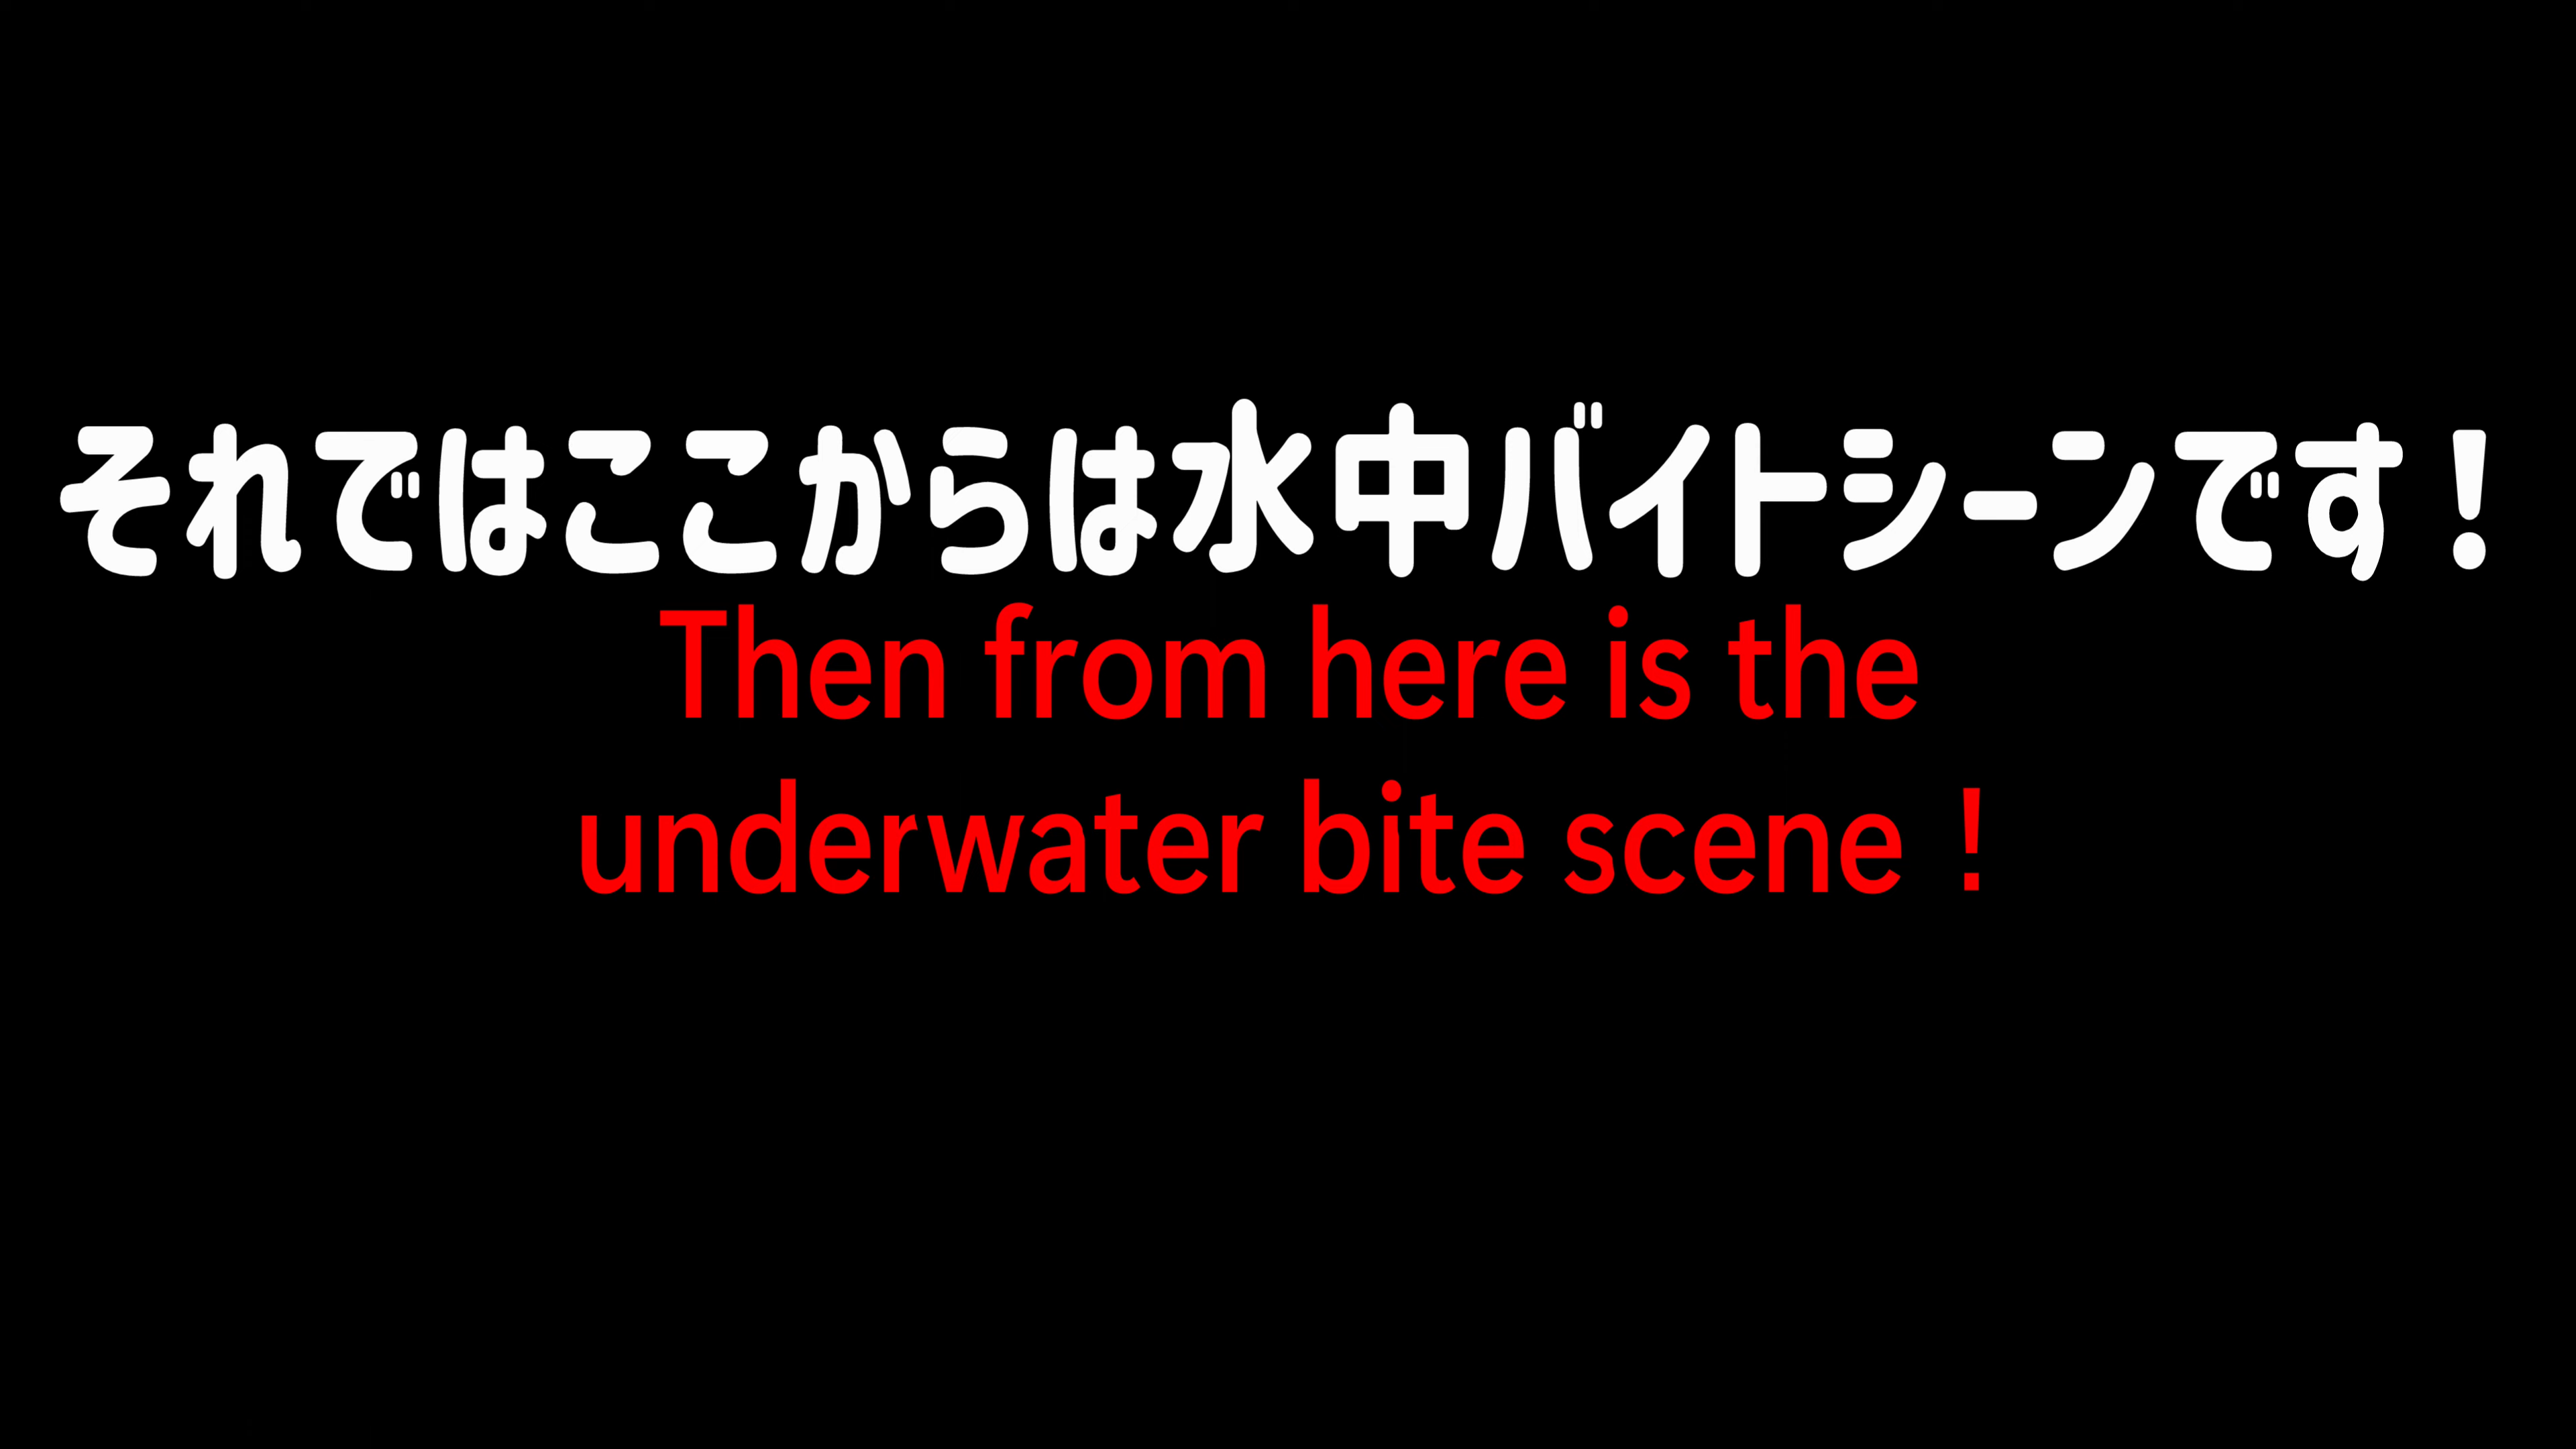 それではここからは水中バイトシーンです！
Then from here is the
underwater bite scene！